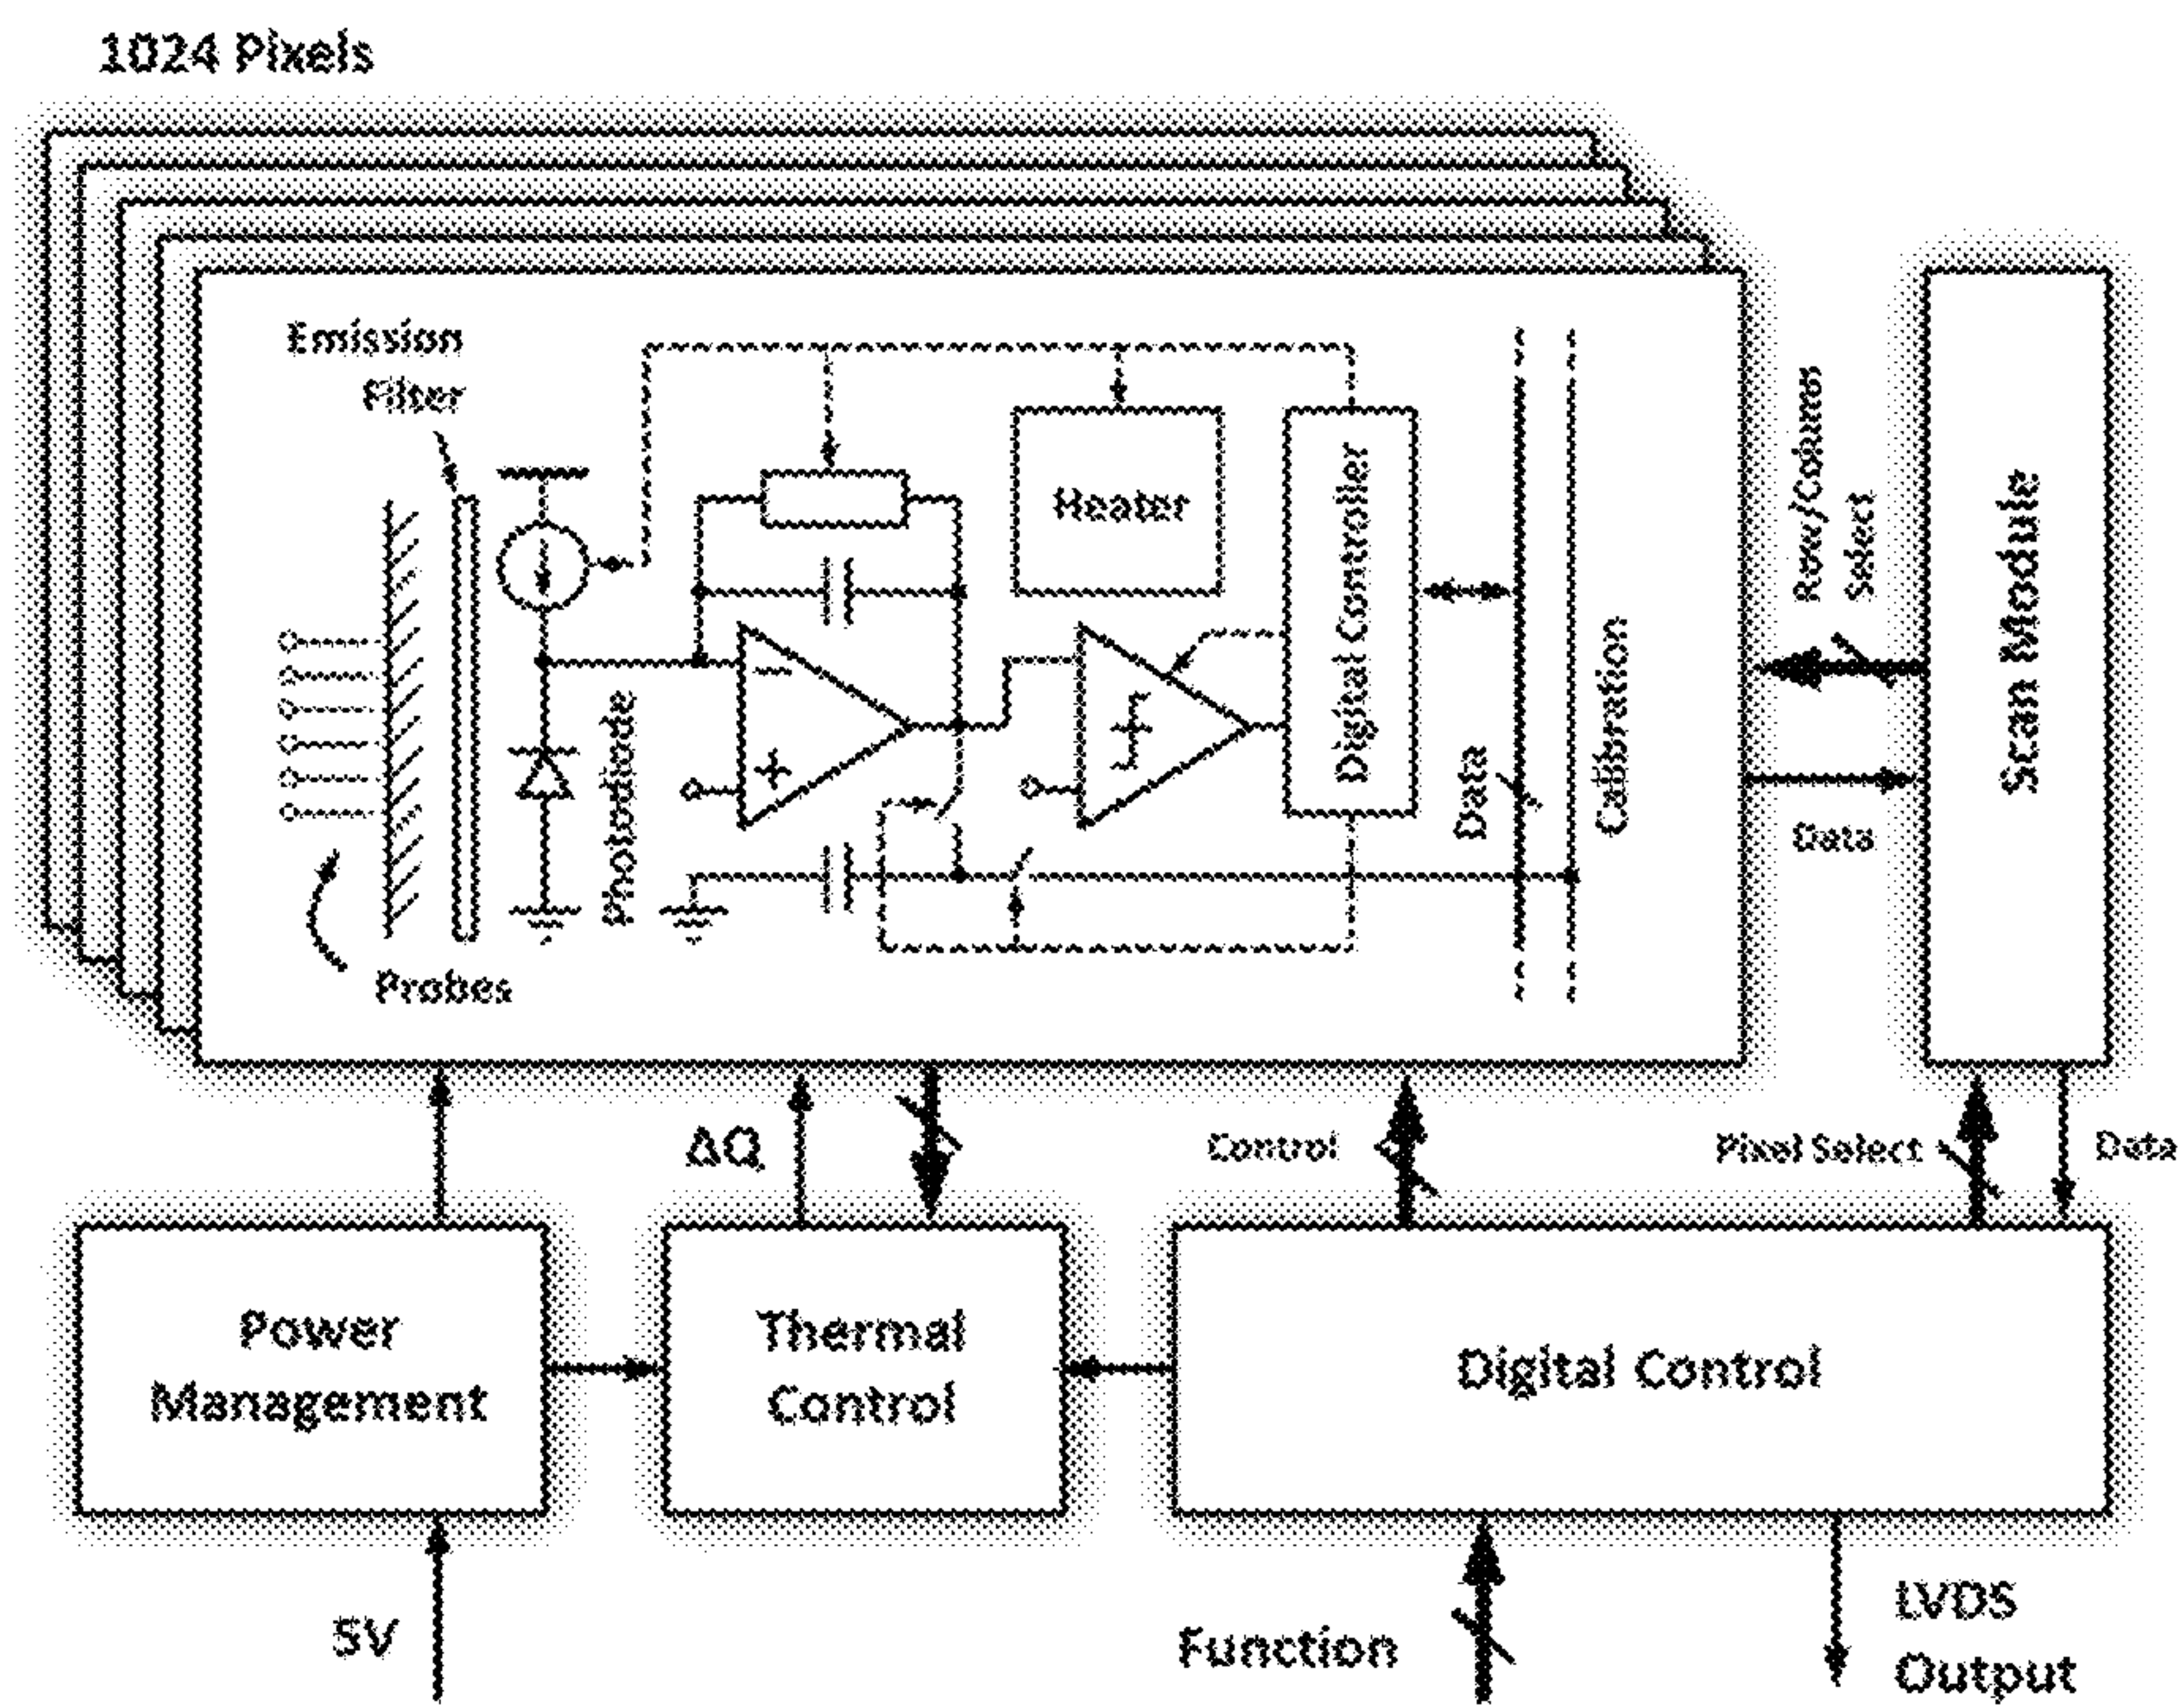 1024 Pixels
Emission
Filter
Heater
Digital Controller
Photodiode
Data
Calibration
Probes
Row/Column
Select
Data
Scan Module
ΔQ
Control
Pixel Select
Data
Power
Management
Thermal
Control
Digital Control
5V
Function
LVDS
Output